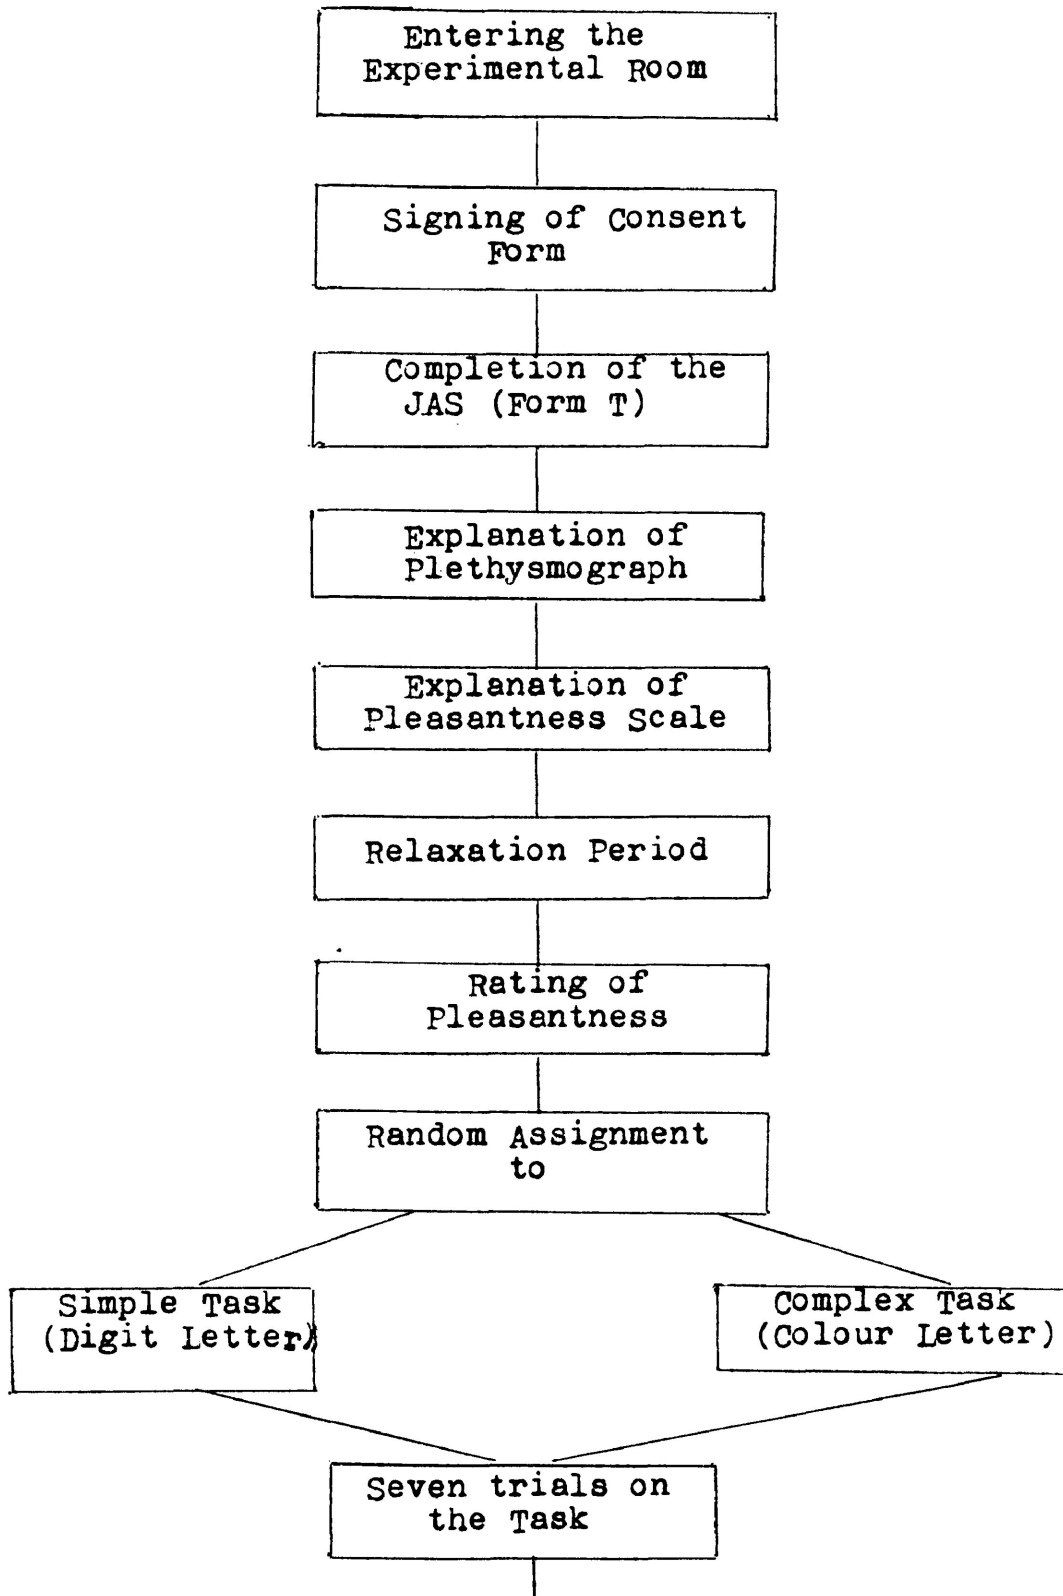 Entering the
Experimental Room
Signing of Consent
Form
Completion of the
JAS (Form T)
Explanation of
Plethysmograph
Explanation of
Pleasantness Scale
Relaxation Period
Rating of
Pleasantness
Random Assignment
to
Simple Task
(Digit Letter)
Complex Task
(Colour Letter)
Seven trials on
the Task